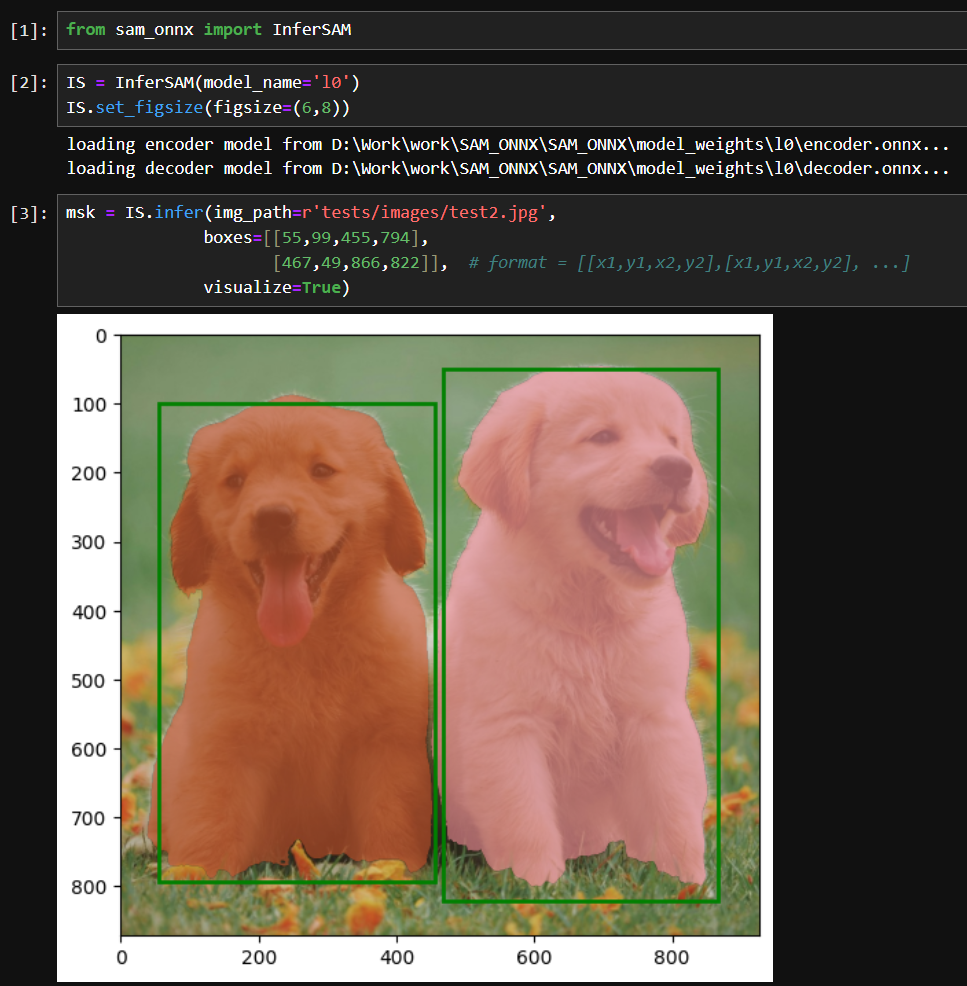 [1]: from sam_onnx import InferSAM
[2]: IS = InferSAM(model_name='l0')
IS.set_figsize(figsize=(6,8))
loading encoder model from D:\Work\work\SAM_ONNX\SAM_ONNX\model_weights\l0\encoder.onnx...
loading decoder model from D:\Work\work\SAM_ONNX\SAM_ONNX\model_weights\l0\decoder.onnx...
[3]: msk = IS.infer(img_path=r'tests/images/test2.jpg',
boxes=[[55,99,455,794],
[467,49,866,822]],  # format = [[x1,y1,x2,y2],[x1,y1,x2,y2], ...]
visualize=True)
0
100
200
300
400
500
600
700
800
0 200 400 600 800